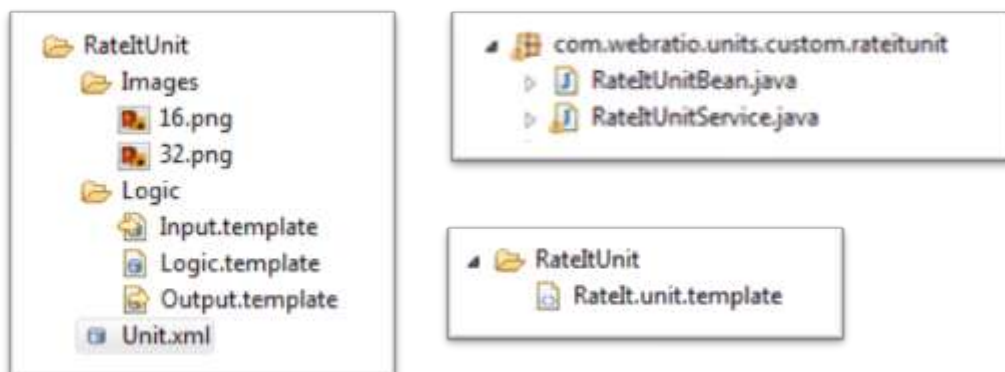 RateItUnit
Images
16.png
32.png
Logic
Input.template
Logic.template
Output.template
Unit.xml
com.webratio.units.custom.rateitunit
RateItUnitBean.java
RateItUnitService.java
RateItUnit
RateIt.unit.template